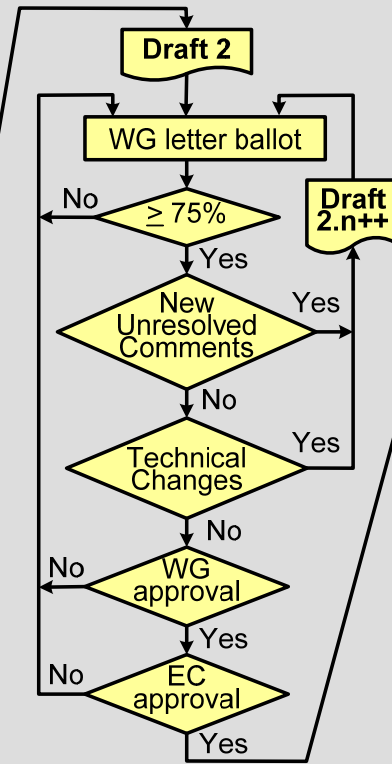 Draft 2
WG letter ballot
No
≥ 75%
Draft
2.n++
Yes
New
Unresolved
Comments
Yes
No
Technical
Changes
Yes
No
No
WG
approval
Yes
No
EC
approval
Yes